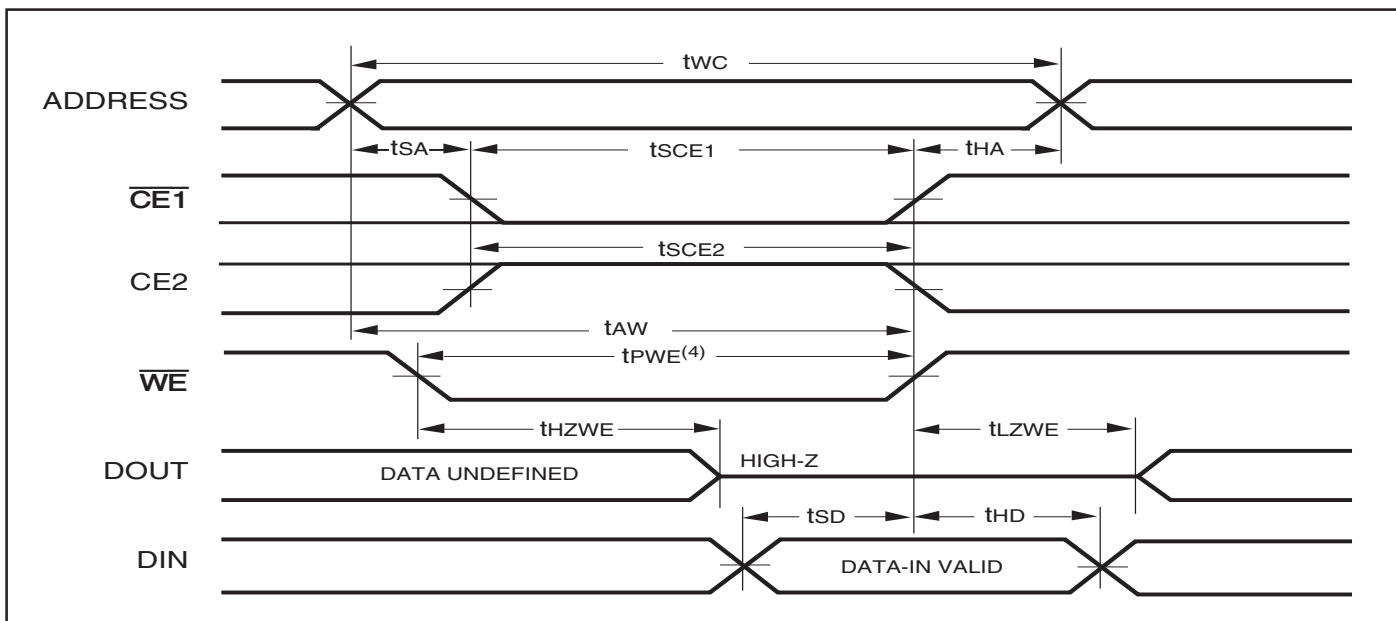 tWC
ADDRESS
tSA tSCE1 tHA
CE1
tSCE2
CE2
tAW
tPWE(4)
WE
tHZWE tLZWE
DOUT DATA UNDEFINED HIGH-Z
tSD tHD
DIN DATA-IN VALID